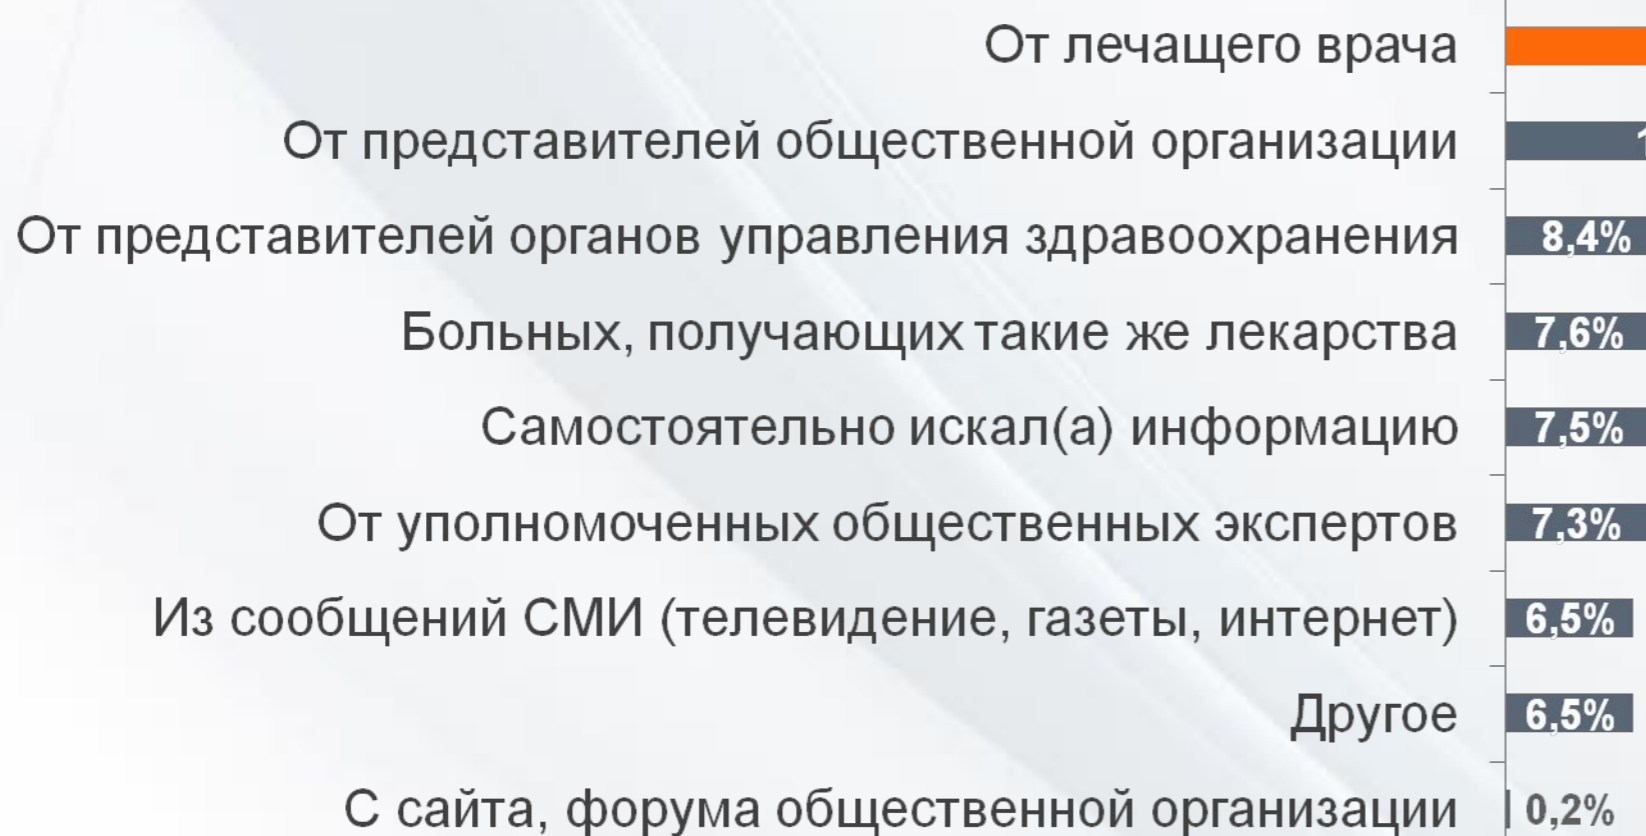 От лечащего врача
От представителей общественной организации
От представителей органов управления здравоохранения 8,4%
Больных, получающих такие же лекарства 7,6%
Самостоятельно искал(а) информацию 7,5%
От уполномоченных общественных экспертов 7,3%
Из сообщений СМИ (телевидение, газеты, интернет) 6,5%
Другое 6,5%
С сайта, форума общественной организации 0,2%